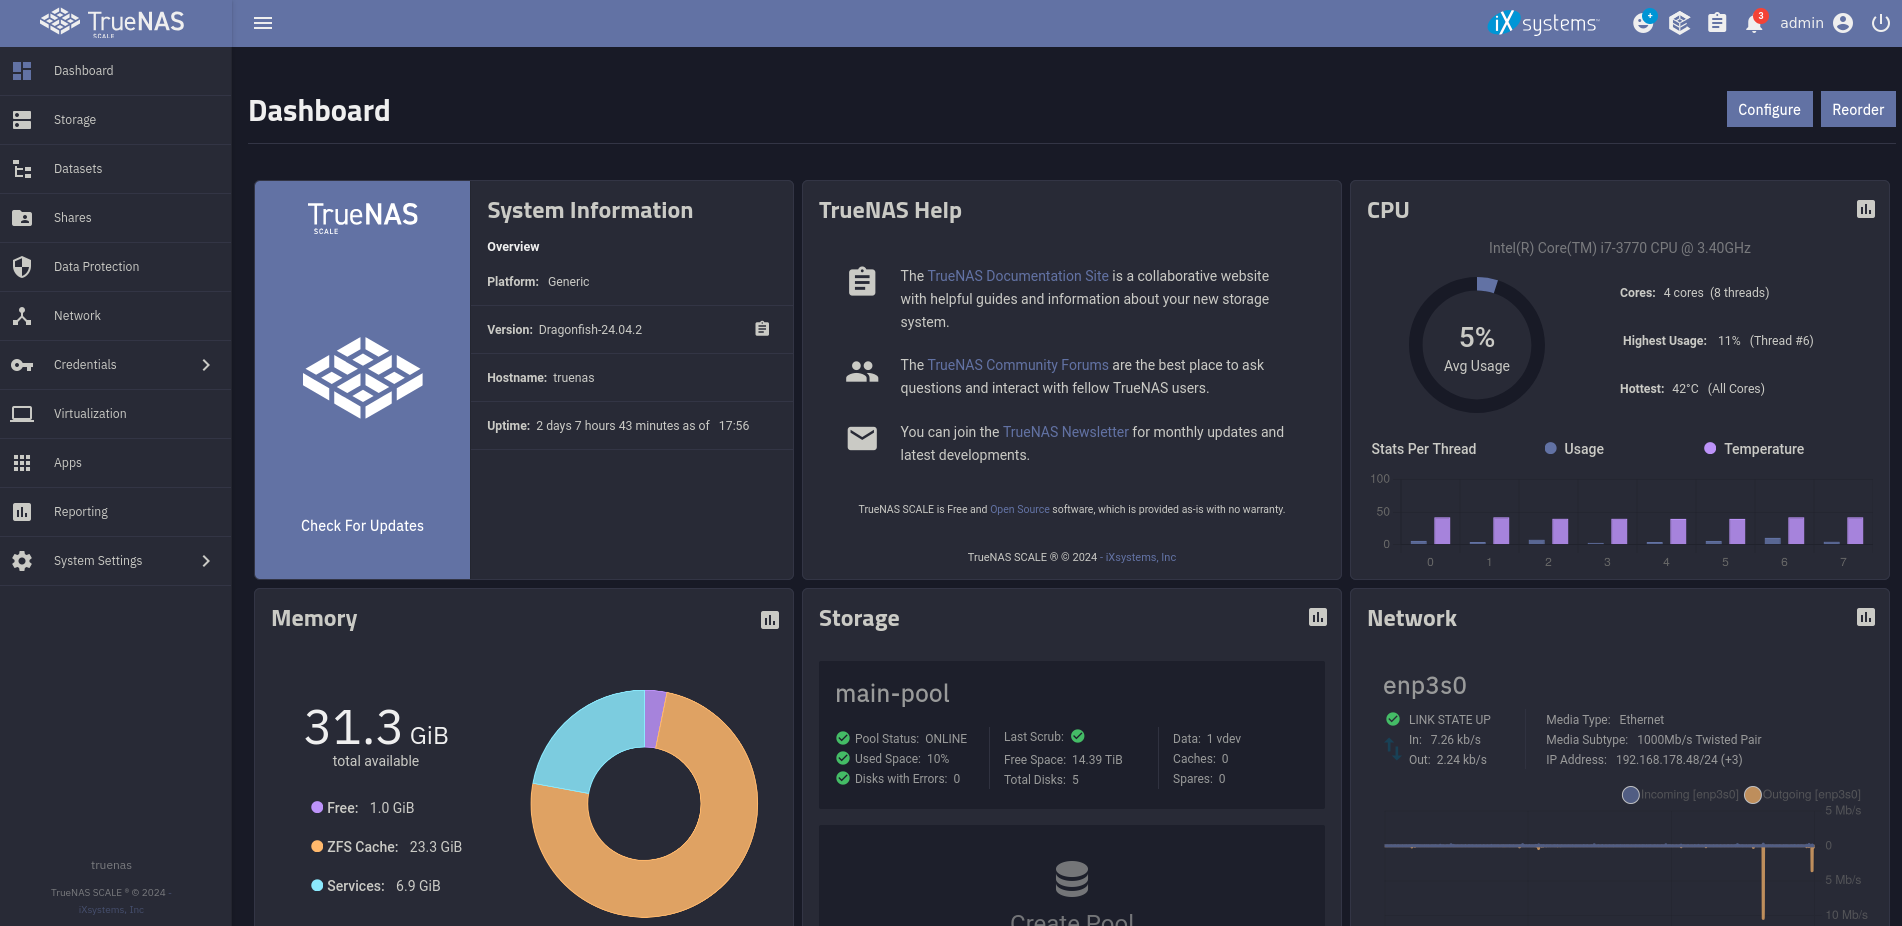 TrueNAS
SCALE
iXsystems
+
3
admin
Dashboard
Storage
Datasets
Shares
Data Protection
Network
Credentials
Virtualization
Apps
Reporting
System Settings
truenas
TrueNAS SCALE ® © 2024 -
iXsystems, Inc
Dashboard
Configure
Reorder
TrueNAS
SCALE
Check For Updates
System Information
Overview
Platform: Generic
Version: Dragonfish-24.04.2
Hostname: truenas
Uptime: 2 days 7 hours 43 minutes as of 17:56
TrueNAS Help
The TrueNAS Documentation Site is a collaborative website
with helpful guides and information about your new storage
system.
The TrueNAS Community Forums are the best place to ask
questions and interact with fellow TrueNAS users.
You can join the TrueNAS Newsletter for monthly updates and
latest developments.
TrueNAS SCALE is Free and Open Source software, which is provided as-is with no warranty.
TrueNAS SCALE ® © 2024 - iXsystems, Inc
CPU
Intel(R) Core(TM) i7-3770 CPU @ 3.40GHz
5%
Avg Usage
Cores: 4 cores (8 threads)
Highest Usage: 11% (Thread #6)
Hottest: 42°C (All Cores)
Stats Per Thread
Usage
Temperature
100
50
0
0 1 2 3 4 5 6 7
Memory
31.3 GiB
total available
Free: 1.0 GiB
ZFS Cache: 23.3 GiB
Services: 6.9 GiB
Storage
main-pool
Pool Status: ONLINE
Used Space: 10%
Disks with Errors: 0
Last Scrub:
Free Space: 14.39 TiB
Total Disks: 5
Data: 1 vdev
Caches: 0
Spares: 0
Create Pool
Network
enp3s0
LINK STATE UP
In: 7.26 kb/s
Out: 2.24 kb/s
Media Type: Ethernet
Media Subtype: 1000Mb/s Twisted Pair
IP Address: 192.168.178.48/24 (+3)
Incoming [enp3s0]
Outgoing [enp3s0]
5 Mb/s
0
5 Mb/s
10 Mb/s